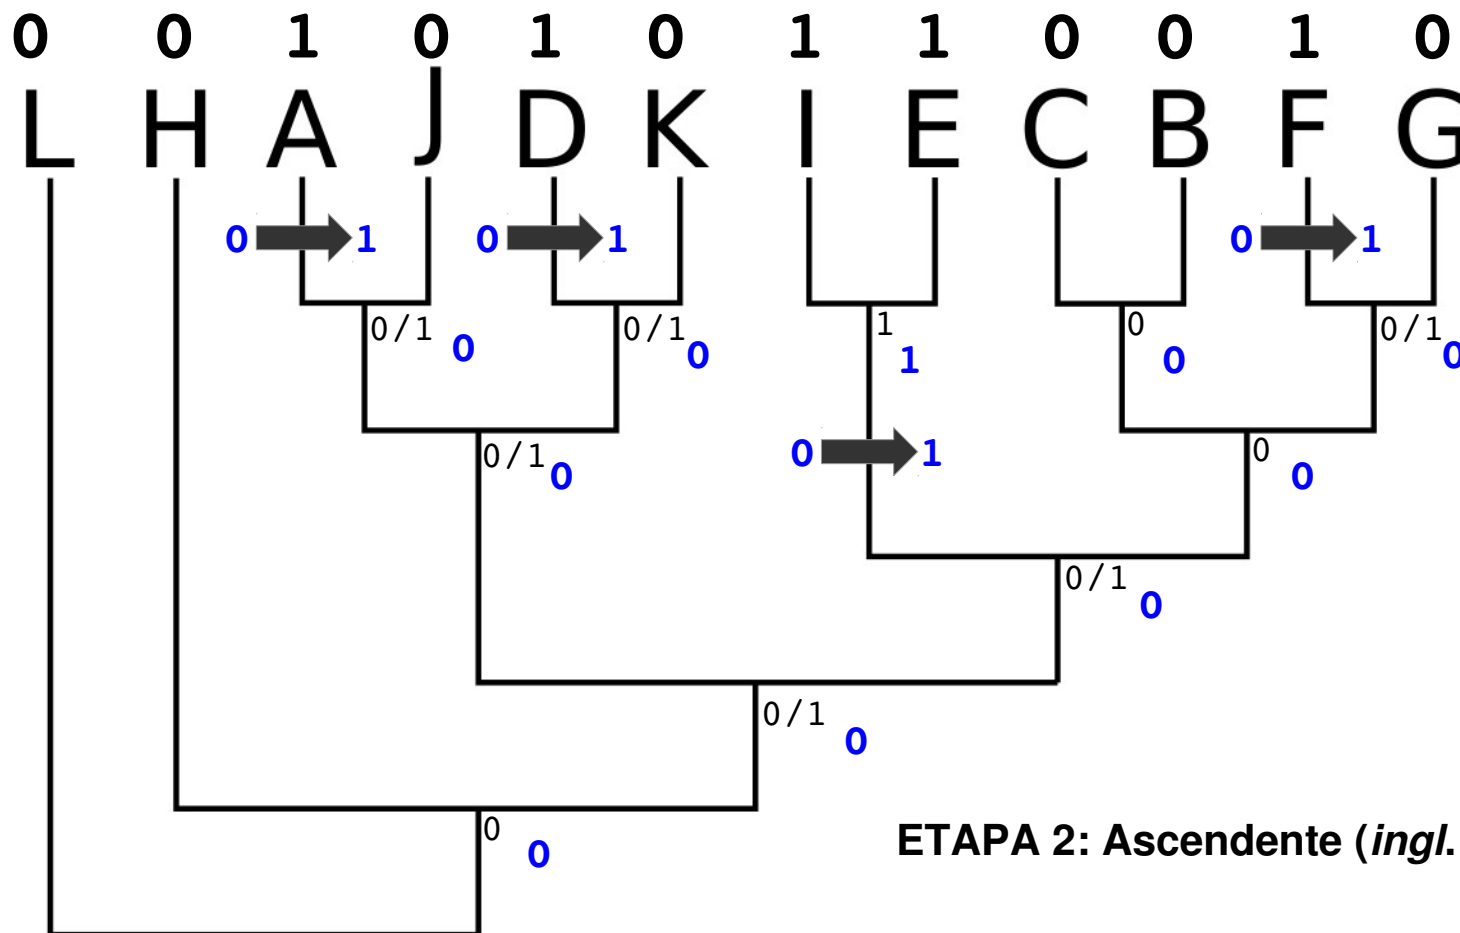 0 0 1 0 1 0 1 1 0 0 1 0
L H A J D K I E C B F G
0 1 0 1 0 1
0/1 0 0/1 0 1 1 0 0 0/1 0
0/1 0 0 1 0 0
0/1 0
0/1 0
0 0
ETAPA 2: Ascendente (ingl.